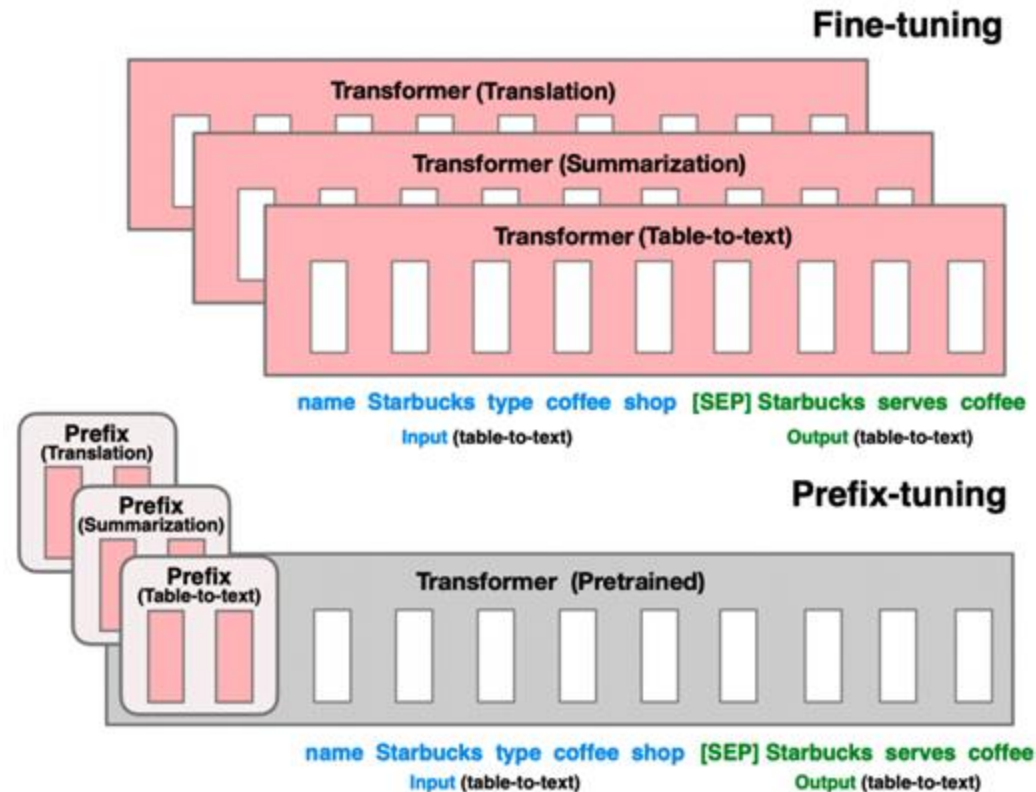 Fine-tuning
Transformer (Translation)
Transformer (Summarization)
Transformer (Table-to-text)
name Starbucks type coffee shop [SEP] Starbucks serves coffee
Input (table-to-text) Output (table-to-text)
Prefix-tuning
Prefix
(Translation)
Prefix
(Summarization)
Prefix
(Table-to-text)
Transformer (Pretrained)
name Starbucks type coffee shop [SEP] Starbucks serves coffee
Input (table-to-text) Output (table-to-text)